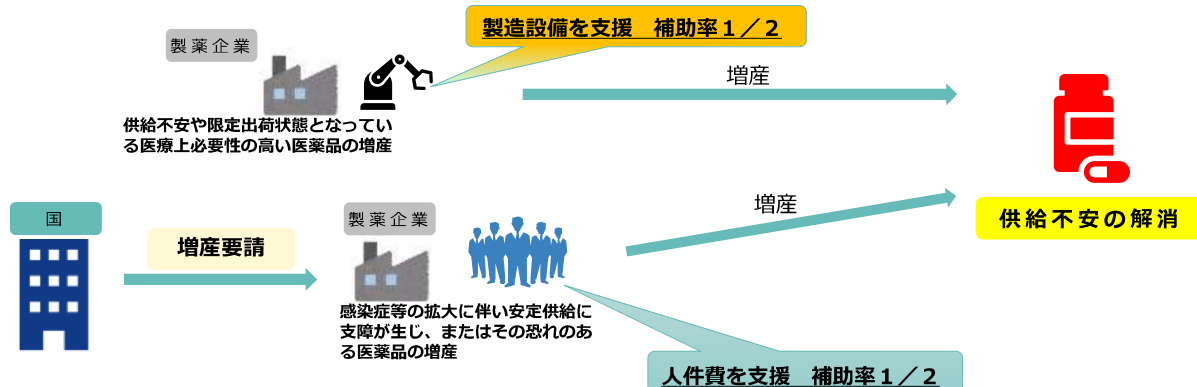 製造設備を支援　補助率１／２
製薬企業
増産
供給不安や限定出荷状態となってい
る医療上必要性の高い医薬品の増産
国
増産要請
製薬企業
増産
供給不安の解消
感染症等の拡大に伴い安定供給に
支障が生じ、またはその恐れのあ
る医薬品の増産
人件費を支援　補助率１／２